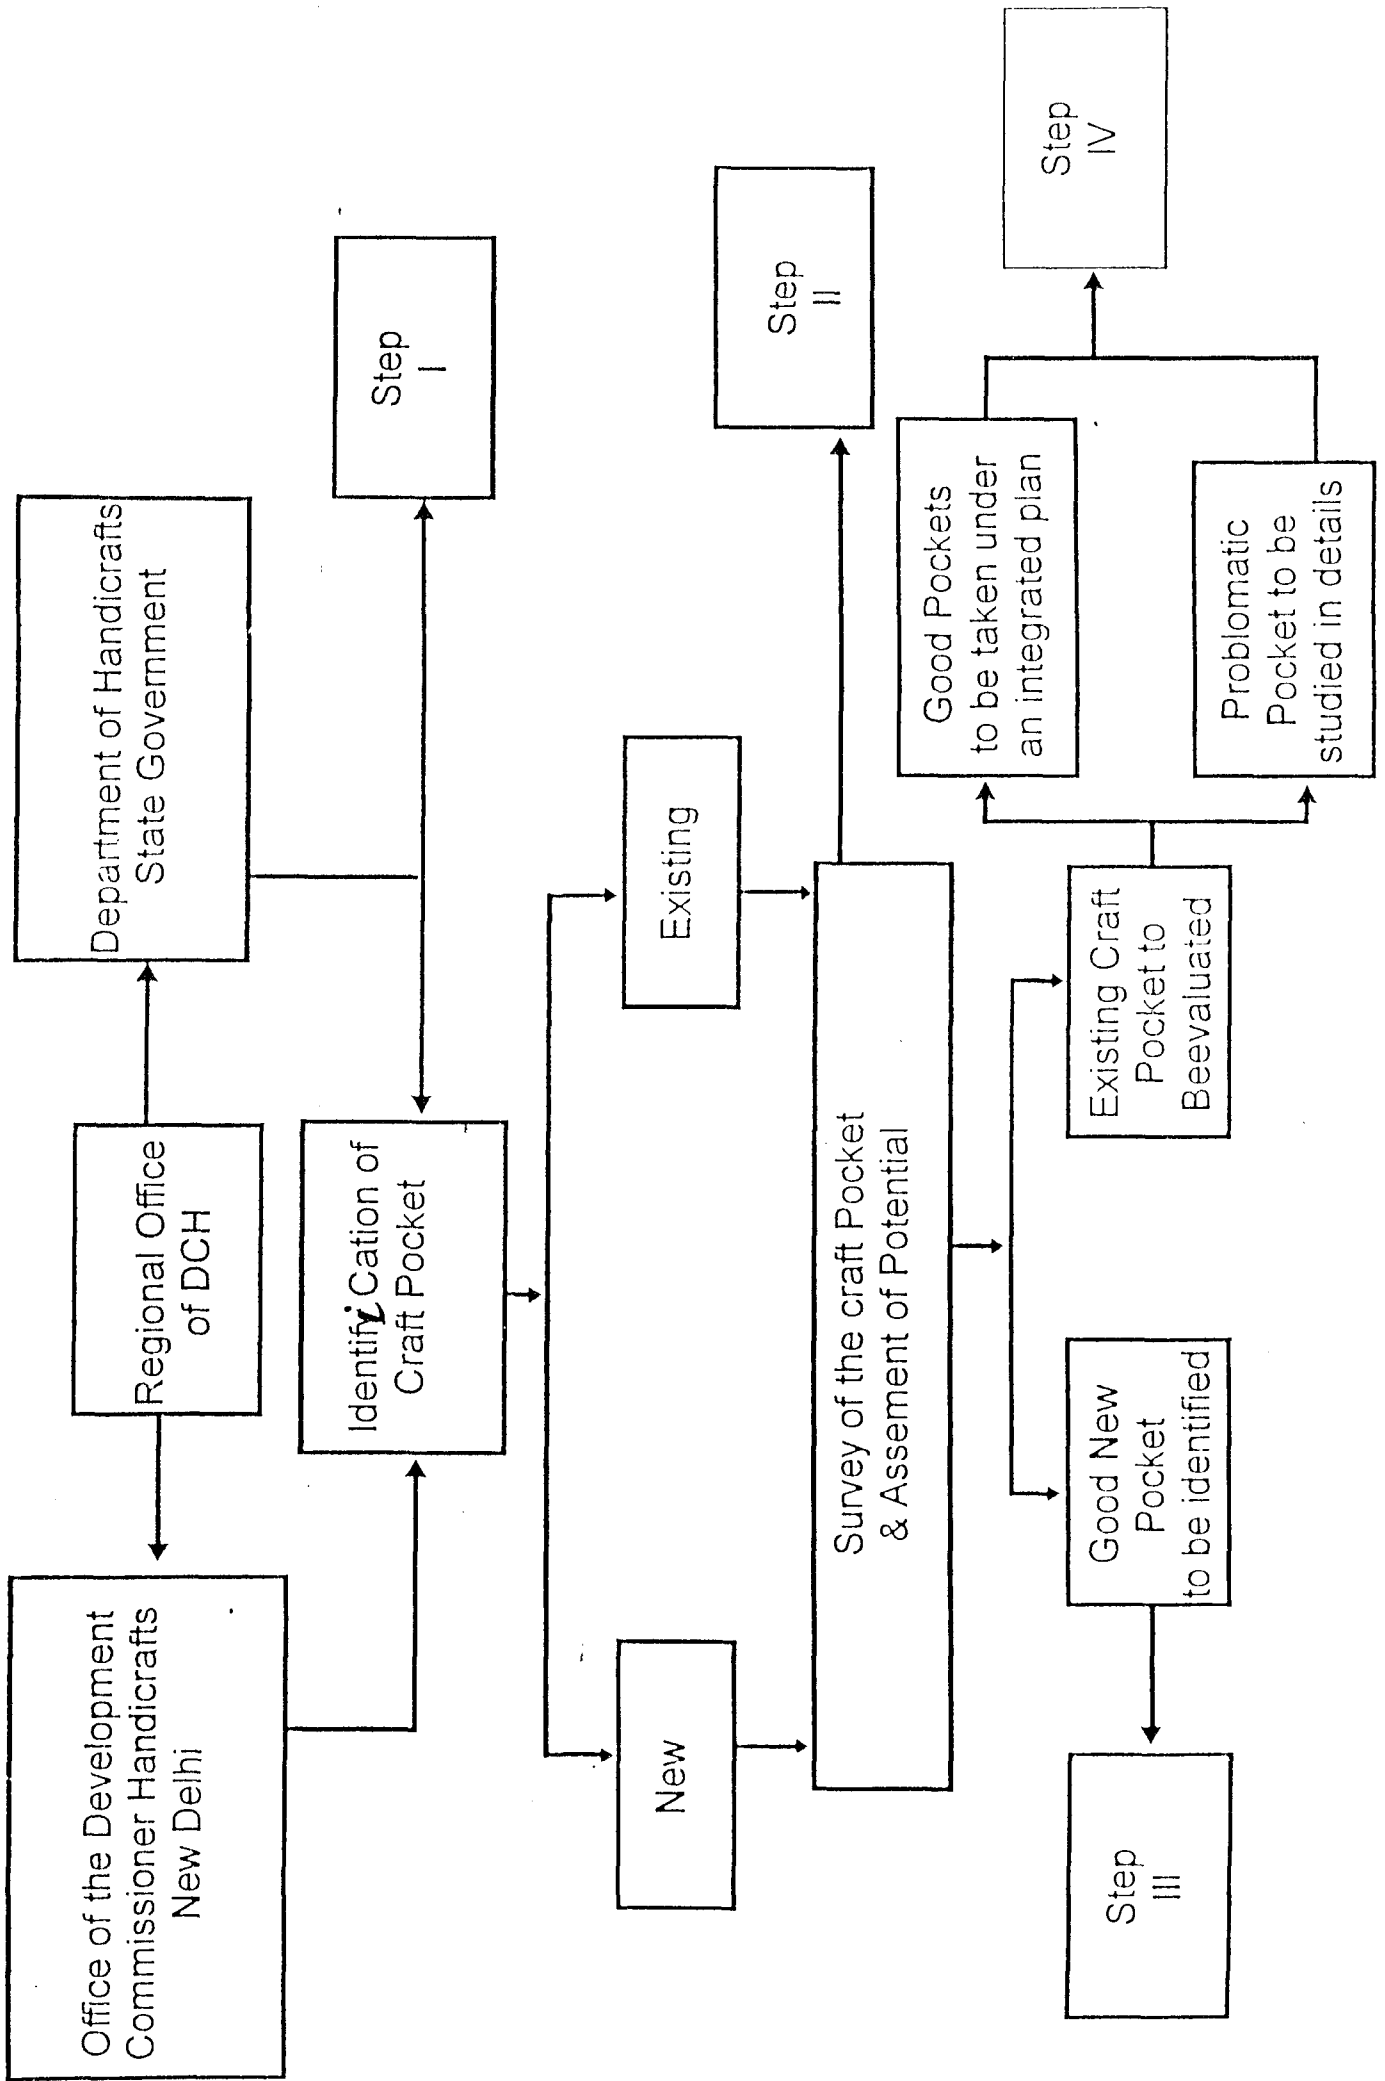 Office of the Development
Commissioner Handicrafts
New Delhi
Regional Office
of DCH
Department of Handicrafts
State Government
Identifi Cation of
Craft Pocket
Step
I
New
Existing
Survey of the craft Pocket
& Assement of Potential
Step
II
Step
III
Good New
Pocket
to be identified
Existing Craft
Pocket to
Beevaluated
Good Pockets
to be taken under
an integrated plan
Problomatic
Pocket to be
studied in details
Step
IV